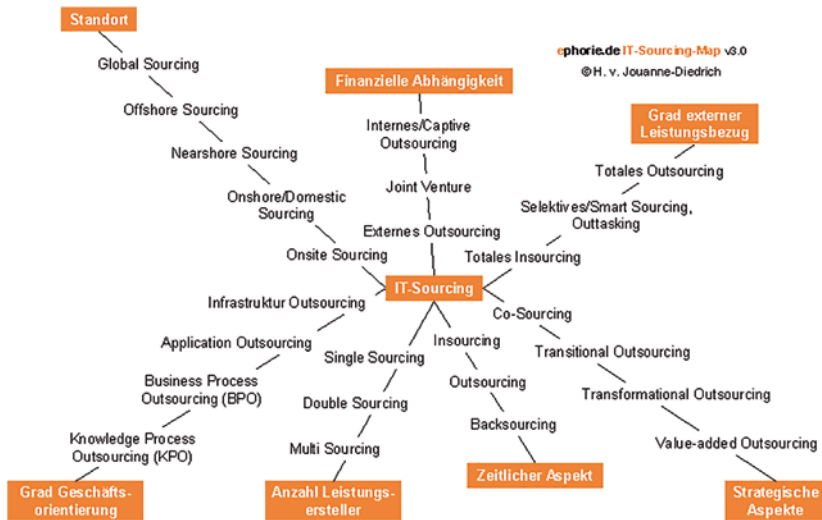 Standort
Global Sourcing
Offshore Sourcing
Nearshore Sourcing
Onshore/Domestic
Sourcing
Onsite Sourcing
Finanzielle Abhängigkeit
Internes/Captive
Outsourcing
Joint Venture
Externes Outsourcing
ephorie.de IT-Sourcing-Map v3.0
© H. v. Jouanne-Diedrich
Grad externer
Leistungsbezug
Totales Outsourcing
Selektives/Smart Sourcing,
Outtasking
Totales Insourcing
IT-Sourcing
Infrastruktur Outsourcing
Application Outsourcing
Business Process
Outsourcing (BPO)
Knowledge Process
Outsourcing (KPO)
Grad Geschäfts-
orientierung
Single Sourcing
Double Sourcing
Multi Sourcing
Anzahl Leistungs-
ersteller
Insourcing
Outsourcing
Backsourcing
Zeitlicher Aspekt
Co-Sourcing
Transitional Outsourcing
Transformational Outsourcing
Value-added Outsourcing
Strategische
Aspekte